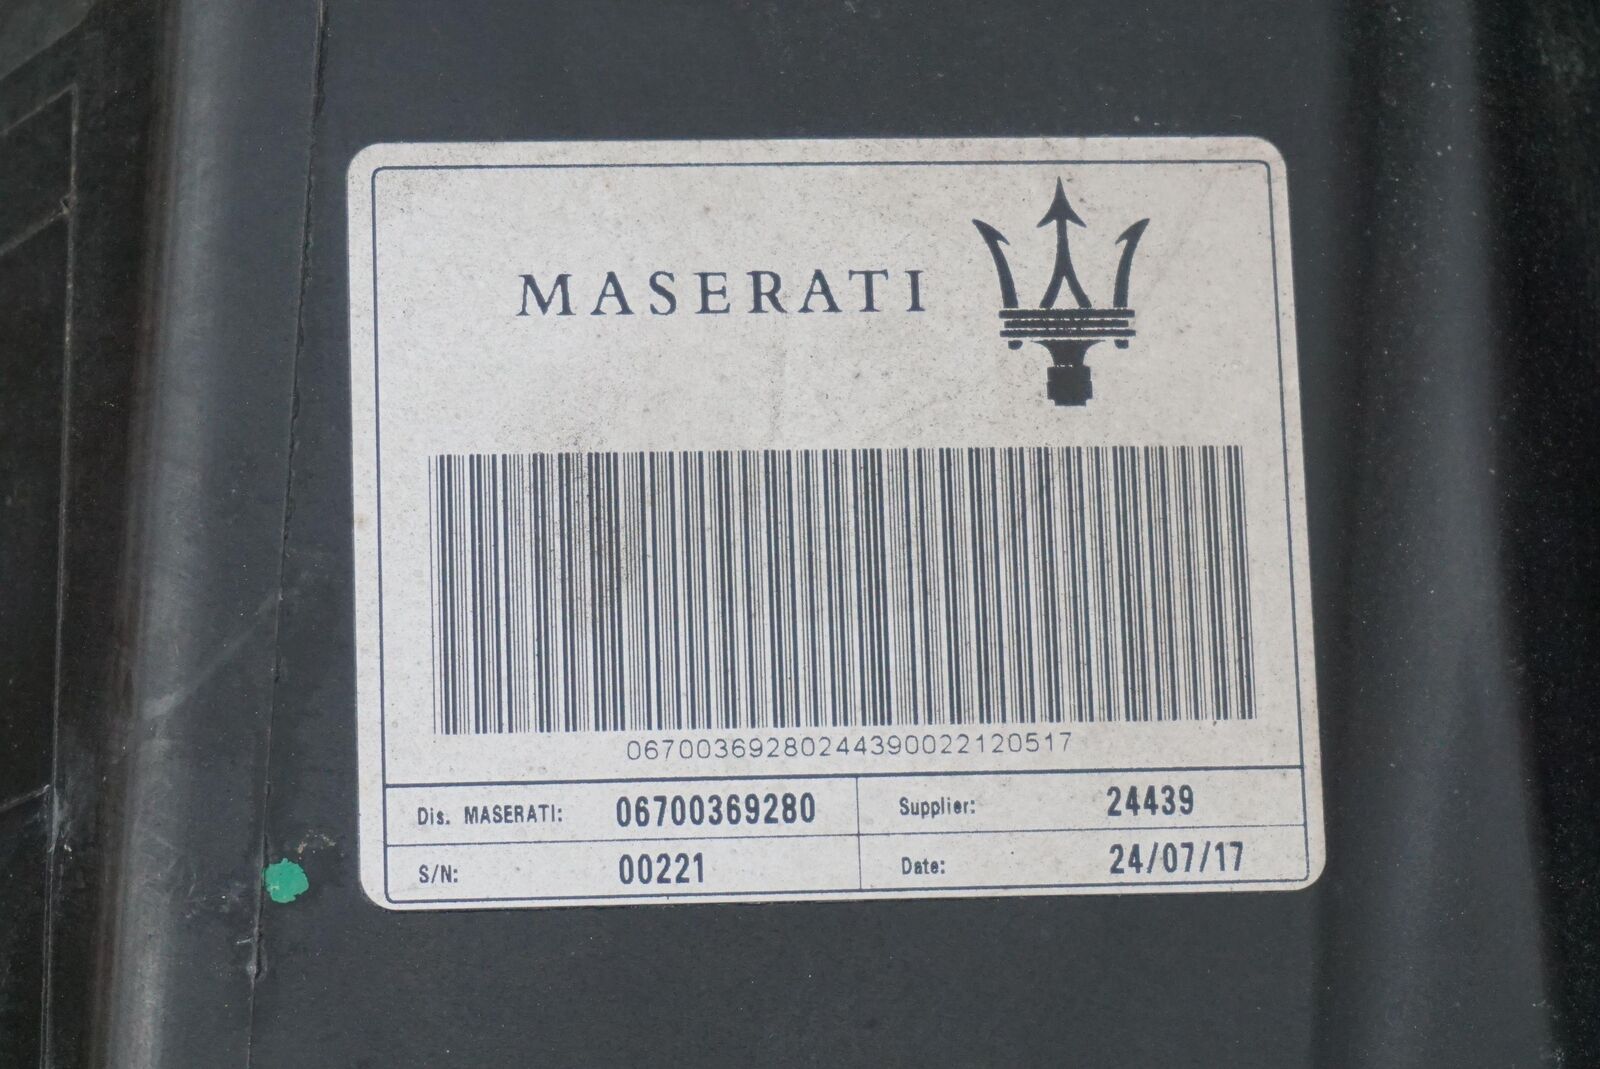 MASERATI
06700369280244390022120517
Dis. MASERATI: 06700369280 Supplier: 24439
S/N: 00221 Date: 24/07/17